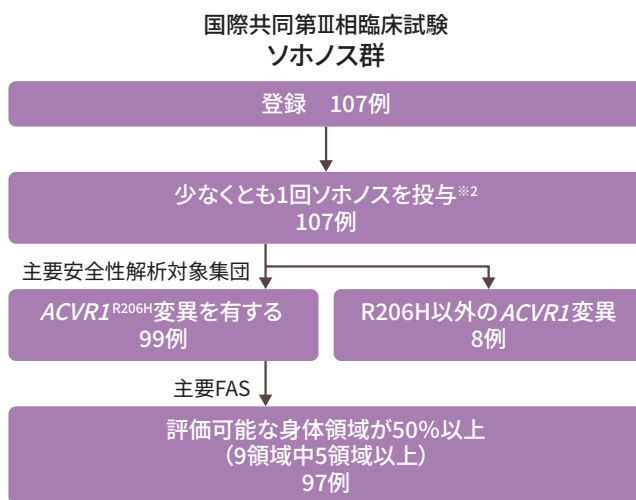 国際共同第Ⅲ相臨床試験
ソホノス群
登録　107例
少なくとも1回ソホノスを投与※2
107例
主要安全性解析対象集団
ACVR1R206H変異を有する
99例
R206H以外のACVR1変異
8例
主要FAS
評価可能な身体領域が50%以上
（9領域中5領域以上）
97例